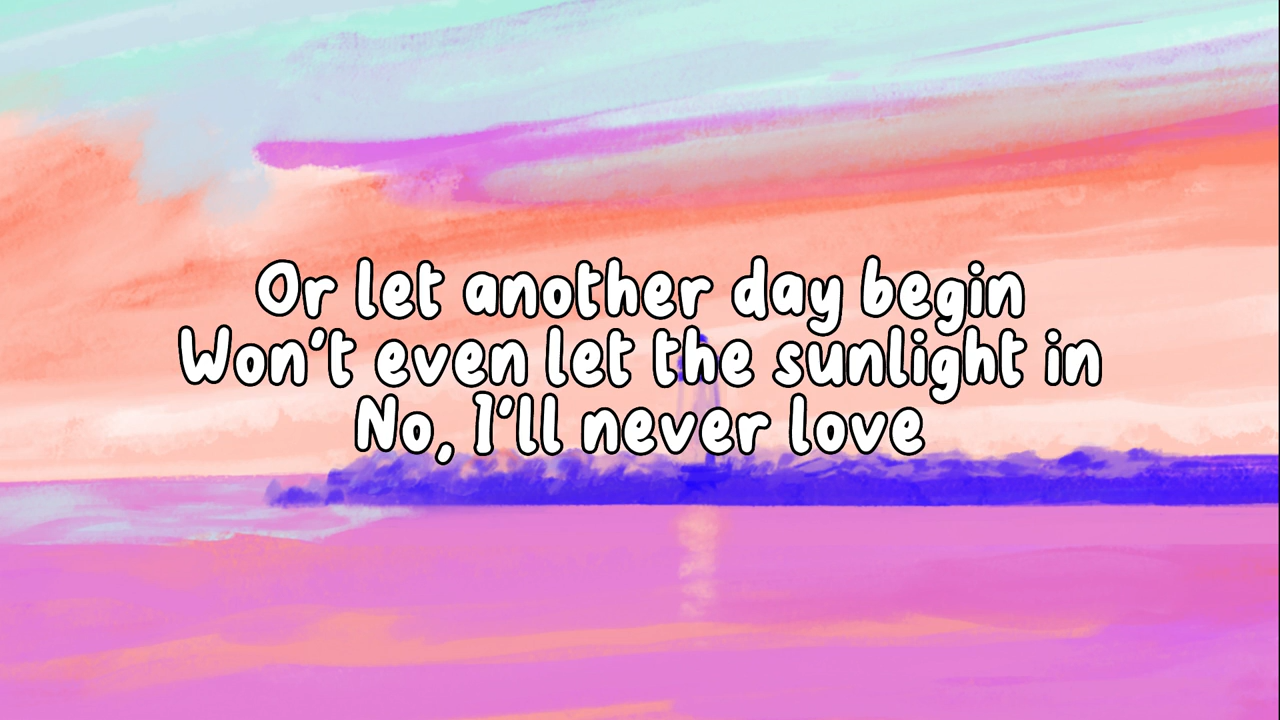 Or let another day begin
Won't even let the sunlight in
No, I'll never love